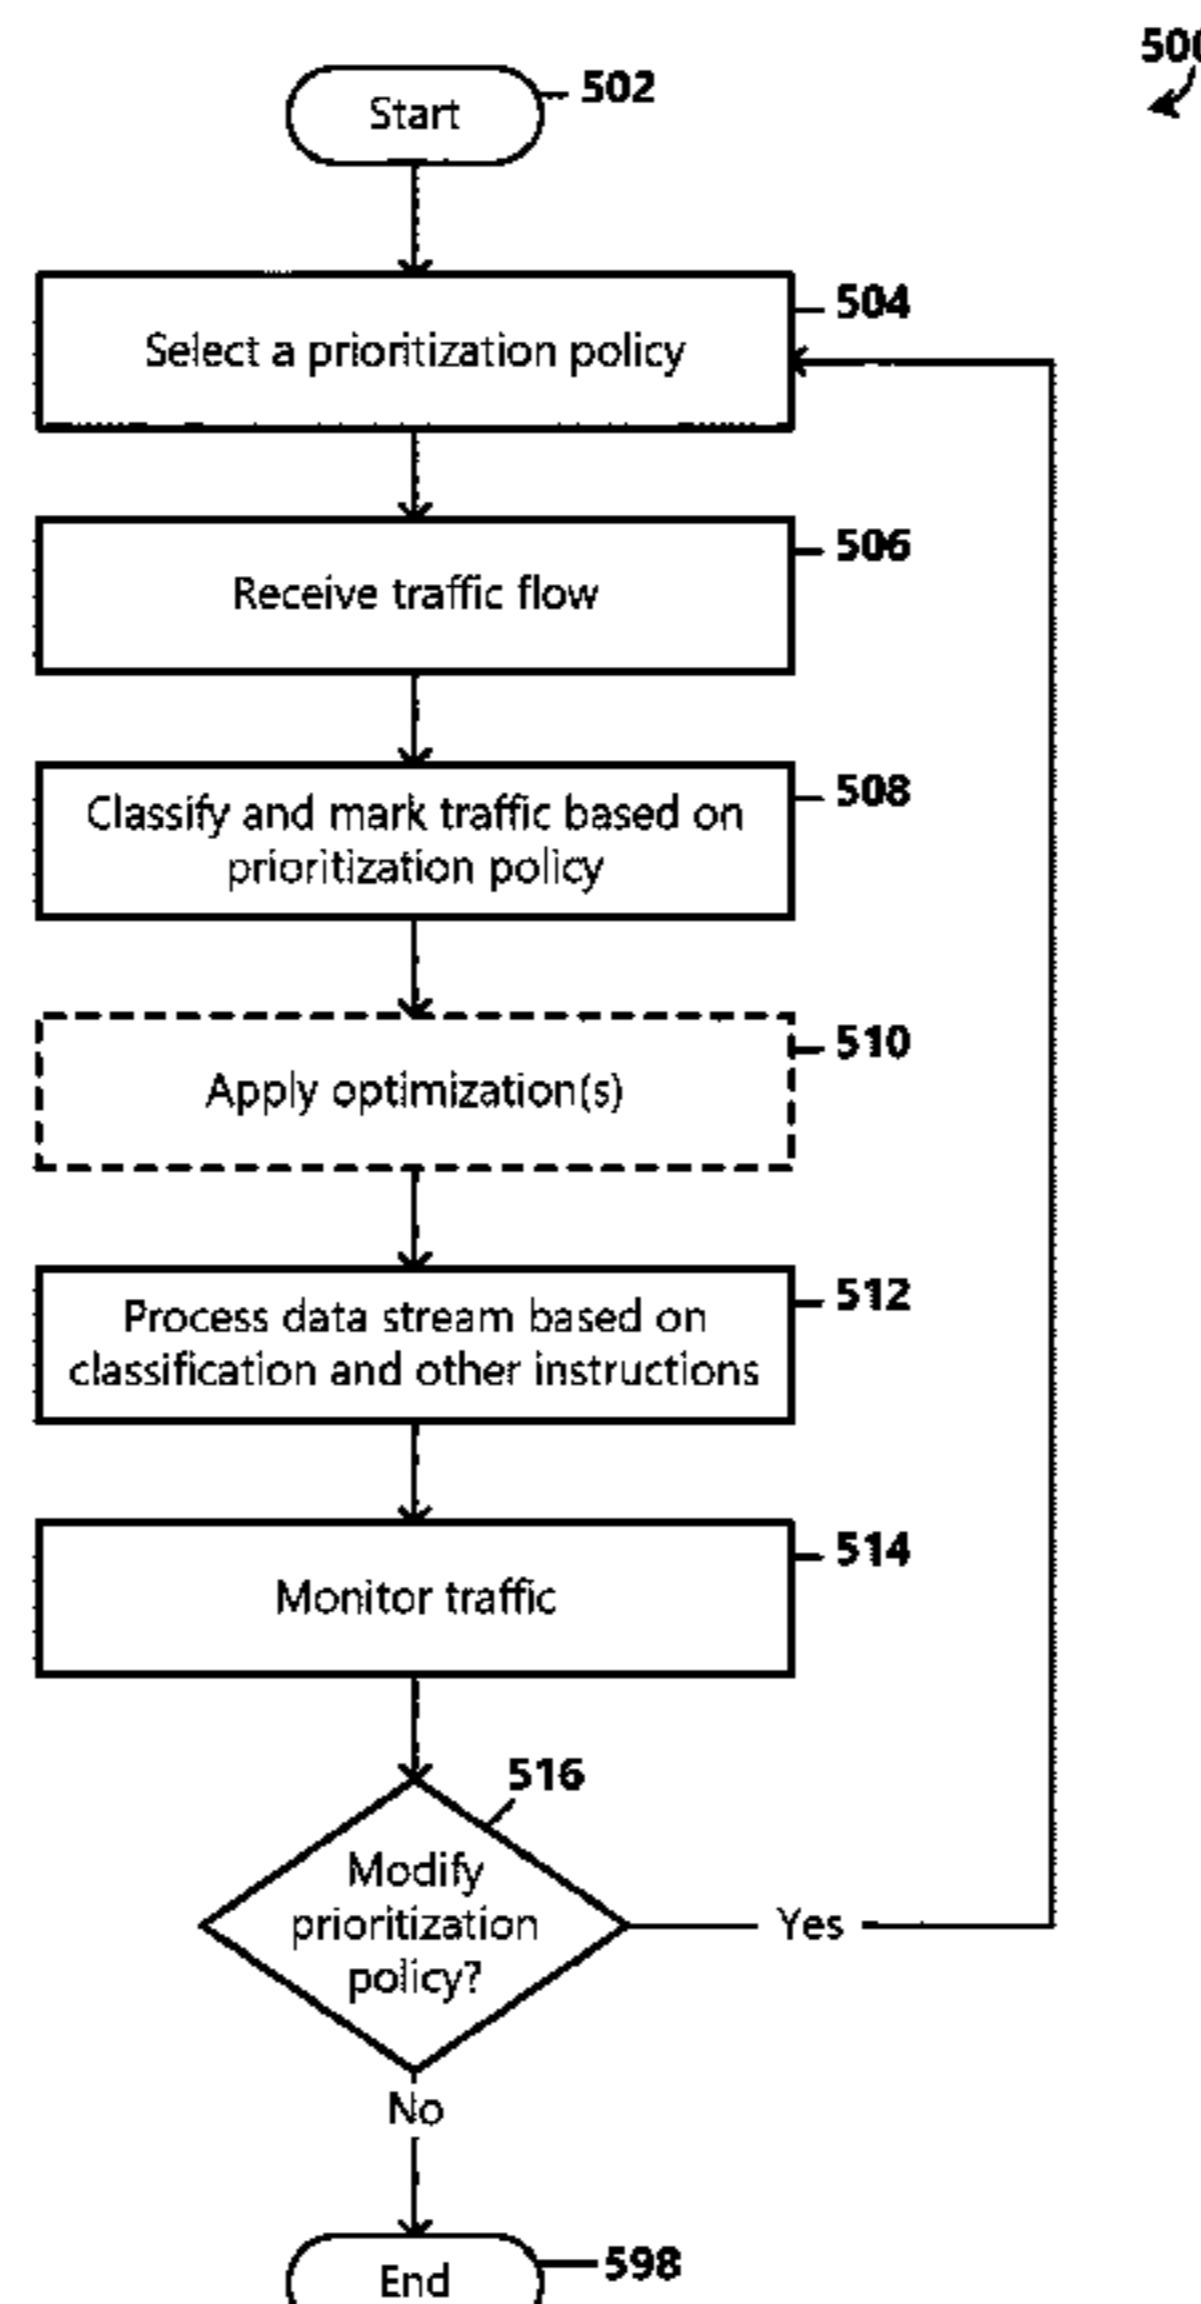 500
Start
502
504
Select a prioritization policy
506
Receive traffic flow
508
Classify and mark traffic based on
prioritization policy
510
Apply optimization(s)
512
Process data stream based on
classification and other instructions
514
Monitor traffic
516
Modify
prioritization
policy?
Yes
No
End
598